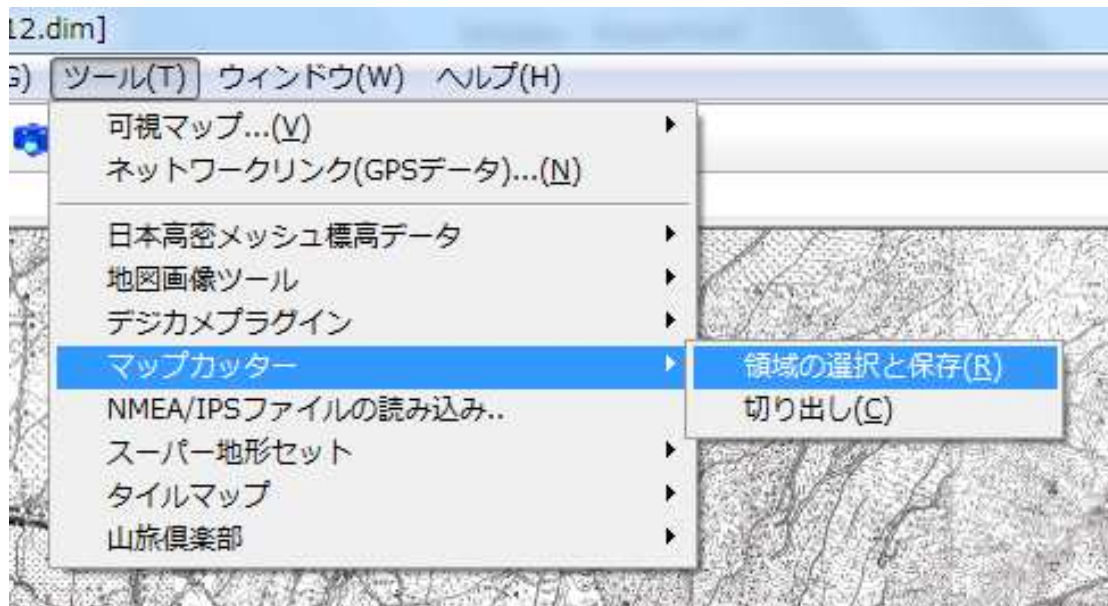 12.dim]
G) ツール(T) ウィンドウ(W) ヘルプ(H)
可視マップ...(V)
ネットワークリンク(GPSデータ)...(N)
日本高密メッシュ標高データ
地図画像ツール
デジカメプラグイン
マップカッター
領域の選択と保存(R)
切り出し(C)
NMEA/IPSファイルの読み込み..
スーパー地形セット
タイルマップ
山旅倶楽部